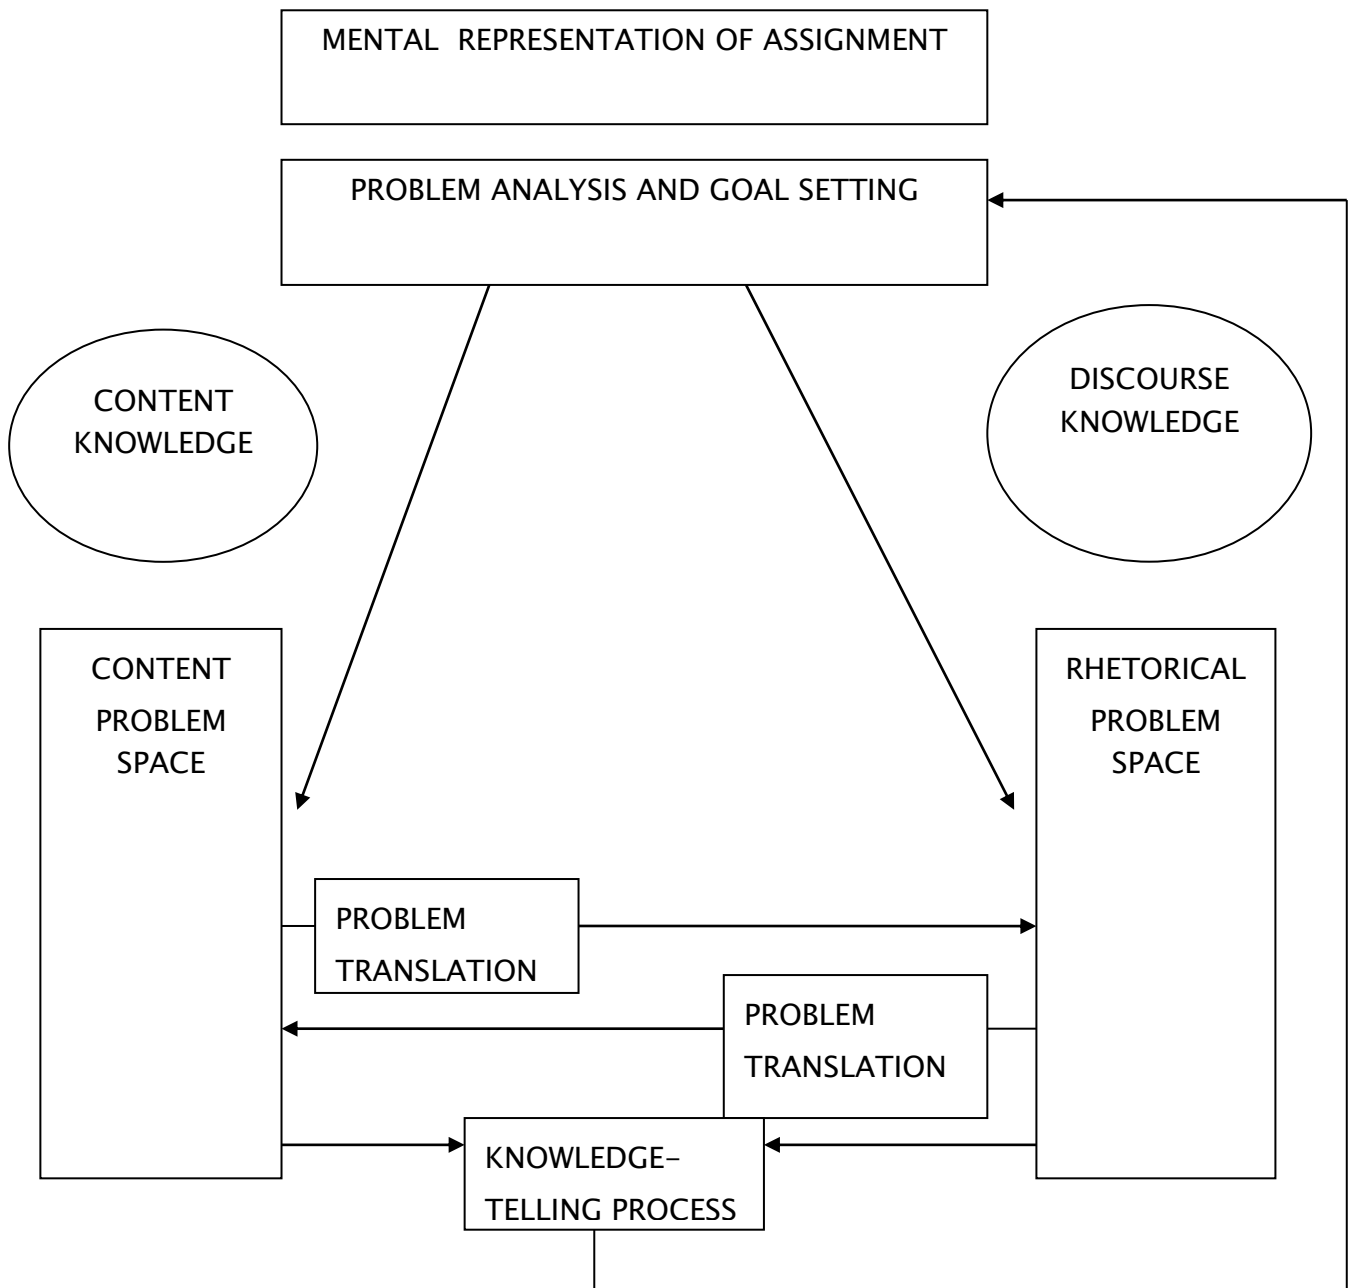 MENTAL  REPRESENTATION OF ASSIGNMENT
PROBLEM ANALYSIS AND GOAL SETTING
CONTENT
KNOWLEDGE
DISCOURSE
KNOWLEDGE
CONTENT
PROBLEM
SPACE
RHETORICAL
PROBLEM
SPACE
PROBLEM
TRANSLATION
PROBLEM
TRANSLATION
KNOWLEDGE-
TELLING PROCESS